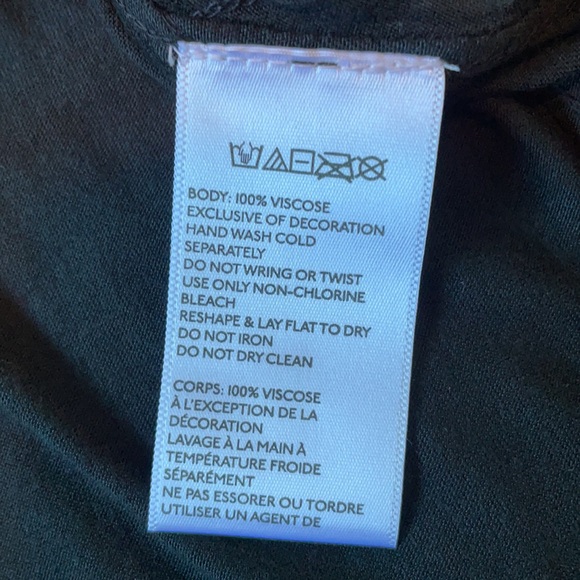 BODY: 100% VISCOSE
EXCLUSIVE OF DECORATION
HAND WASH COLD
SEPARATELY
DO NOT WRING OR TWIST
USE ONLY NON-CHLORINE
BLEACH
RESHAPE & LAY FLAT TO DRY
DO NOT IRON
DO NOT DRY CLEAN
CORPS: 100% VISCOSE
À L'EXCEPTION DE LA
DÉCORATION
LAVAGE À LA MAIN À
TEMPÉRATURE FROIDE
SÉPARÉMENT
NE PAS ESSORER OU TORDRE
UTILISER UN AGENT DE